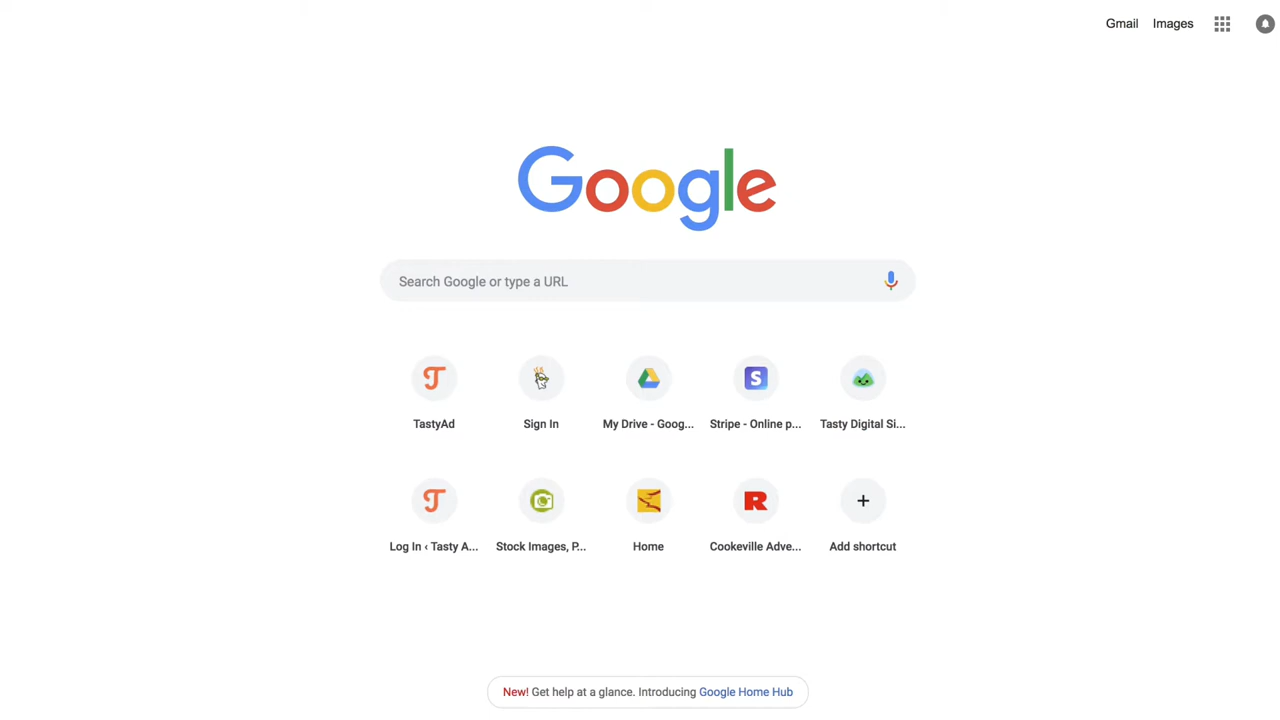 Gmail Images
Google
Search Google or type a URL
TastyAd Sign In My Drive - Goog... Stripe - Online p... Tasty Digital Si...
Log In ‹ Tasty A... Stock Images, P... Home Cookeville Adve... Add shortcut
New! Get help at a glance. Introducing Google Home Hub